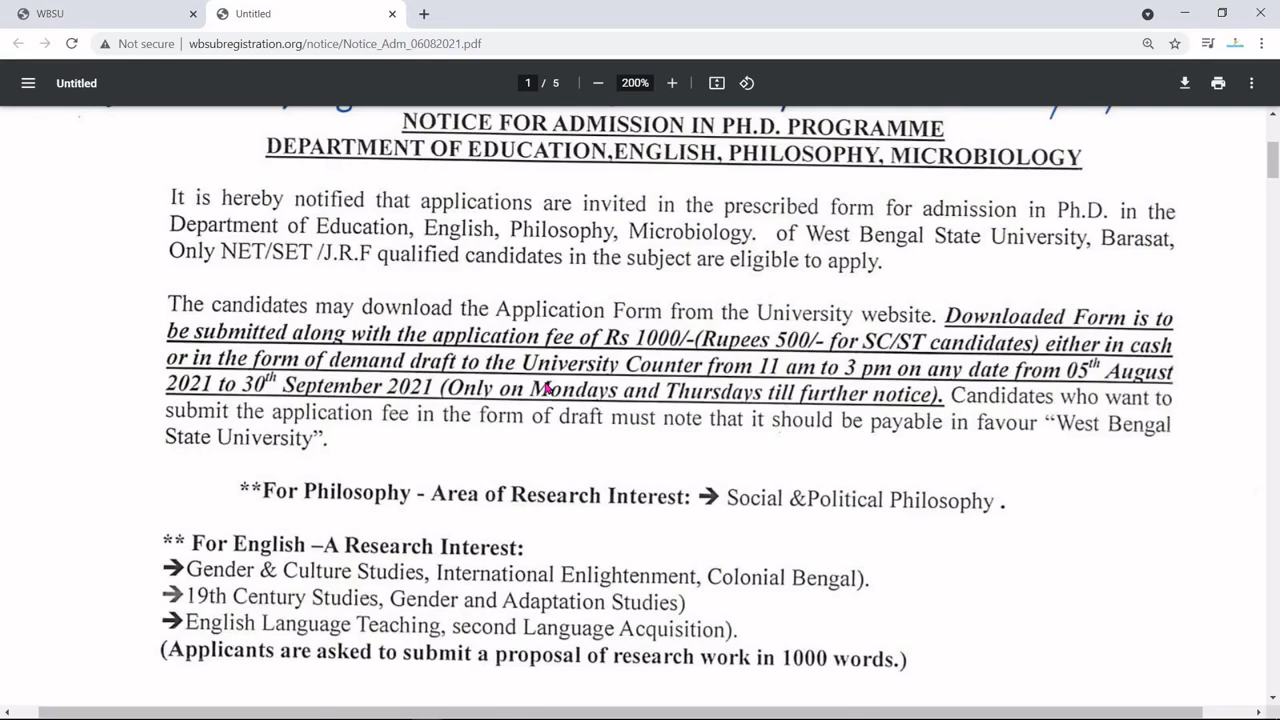 WBSU
Untitled
Not secure
wbsubregistration.org/notice/Notice_Adm_06082021.pdf
Untitled
1 / 5
200%
NOTICE FOR ADMISSION IN PH.D. PROGRAMME
DEPARTMENT OF EDUCATION,ENGLISH, PHILOSOPHY, MICROBIOLOGY
It is hereby notified that applications are invited in the prescribed form for admission in Ph.D. in the
Department of Education, English, Philosophy, Microbiology. of West Bengal State University, Barasat,
Only NET/SET /J.R.F qualified candidates in the subject are eligible to apply.
The candidates may download the Application Form from the University website. Downloaded Form is to
be submitted along with the application fee of Rs 1000/-(Rupees 500/- for SC/ST candidates) either in cash
or in the form of demand draft to the University Counter from 11 am to 3 pm on any date from 05th August
2021 to 30th September 2021 (Only on Mondays and Thursdays till further notice). Candidates who want to
submit the application fee in the form of draft must note that it should be payable in favour “West Bengal
State University”.
**For Philosophy - Area of Research Interest: ➔ Social &Political Philosophy .
** For English –A Research Interest:
➔Gender & Culture Studies, International Enlightenment, Colonial Bengal).
➔19th Century Studies, Gender and Adaptation Studies)
➔English Language Teaching, second Language Acquisition).
(Applicants are asked to submit a proposal of research work in 1000 words.)